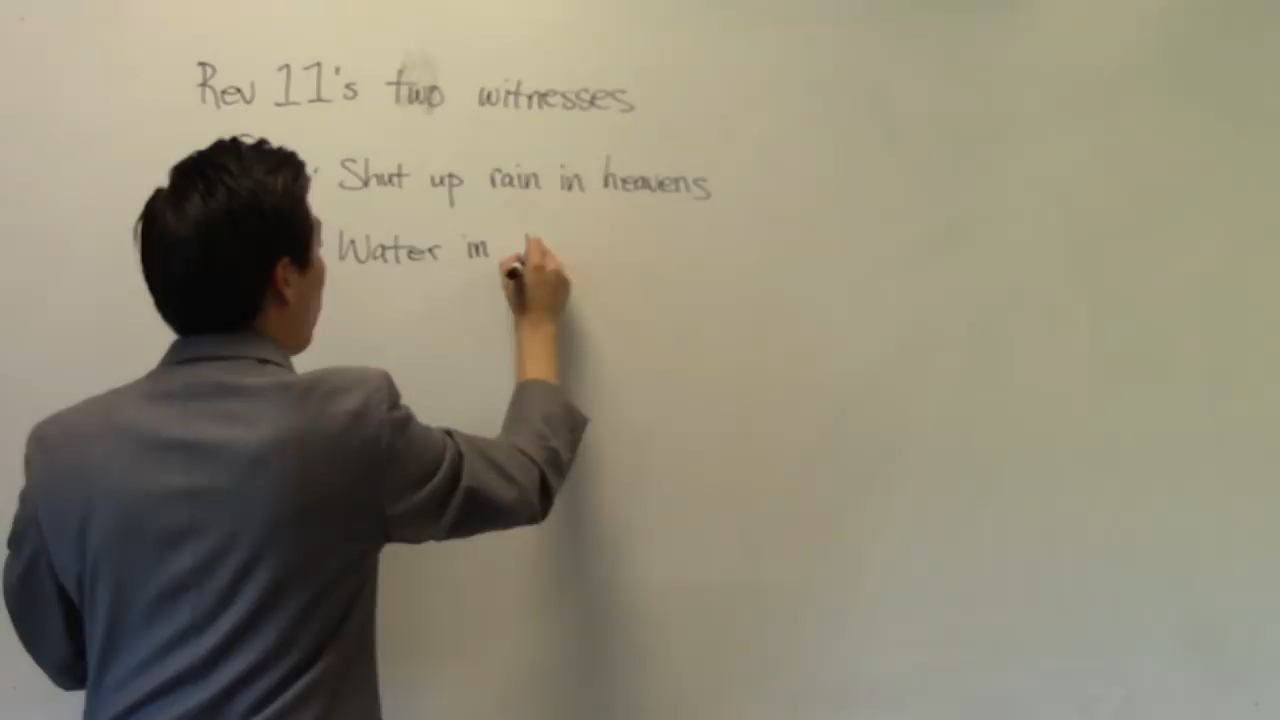 Rev 11's two witnesses
· Shut up rain in heavens
Water in